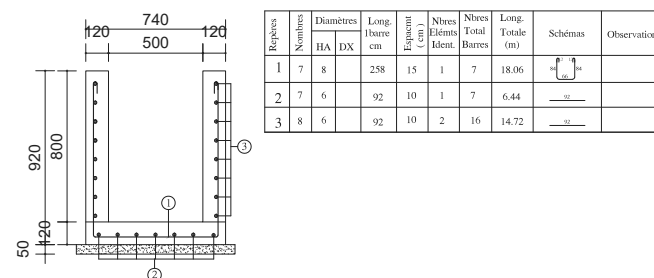 740
120 120
500
920
800
120
50
1
2
3
Repères Nombres Diamètres Long. 1barre cm Espacmt (cm) Nbres Elémts Ident. Nbres Total Barres Long. Totale (m) Schémas Observation
HA DX
1 7 8 258 15 1 7 18.06 84 84 66
2 7 6 92 10 1 7 6.44 92
3 8 6 92 10 2 16 14.72 92